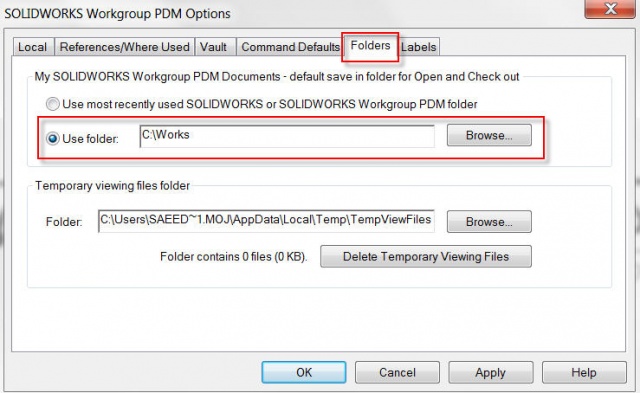 SOLIDWORKS Workgroup PDM Options
Local References/Where Used Vault Command Defaults Folders Labels
My SOLIDWORKS Workgroup PDM Documents - default save in folder for Open and Check out
Use most recently used SOLIDWORKS or SOLIDWORKS Workgroup PDM folder
Use folder: C:\Works Browse...
Temporary viewing files folder
Folder: C:\Users\SAEED~1.MOJ\AppData\Local\Temp\TempViewFiles Browse...
Folder contains 0 files (0 KB). Delete Temporary Viewing Files
OK Cancel Apply Help